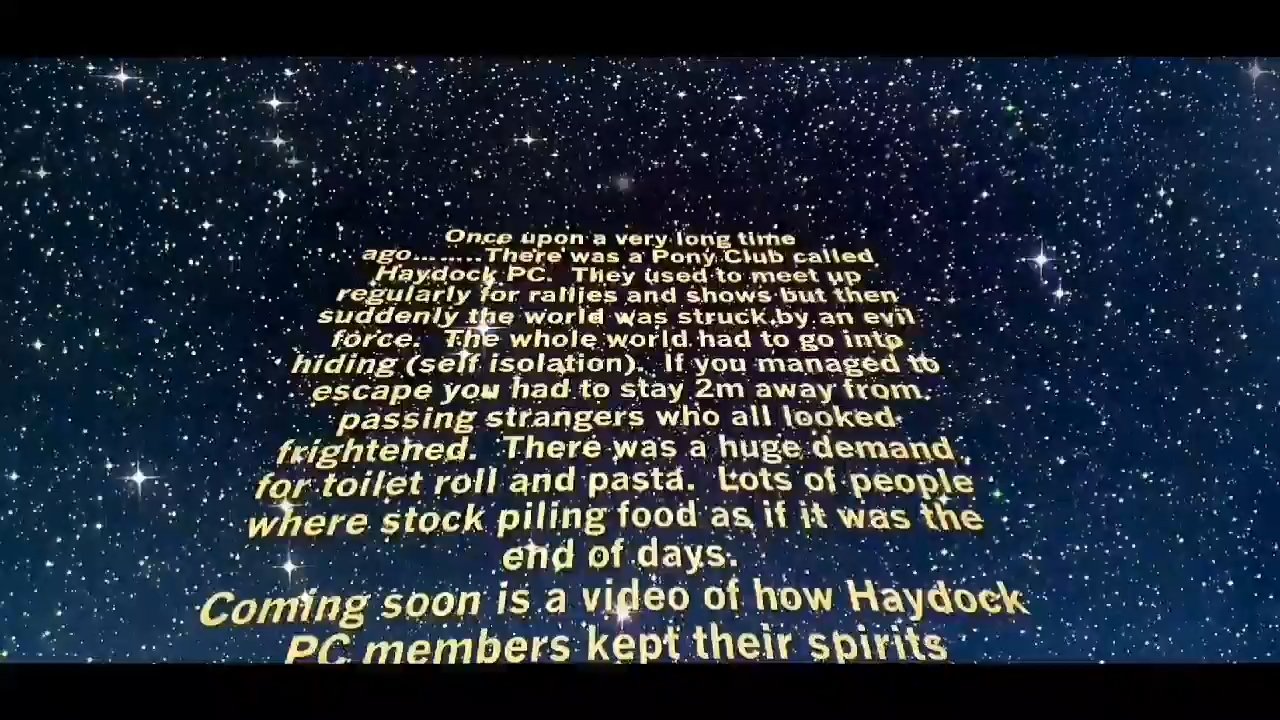 Once upon a very long time
ago........There was a Pony Club called
Haydock PC.  They used to meet up
regularly for rallies and shows but then
suddenly the world was struck by an evil
force.  The whole world had to go into
hiding (self isolation).  If you managed to
escape you had to stay 2m away from
passing strangers who all looked
frightened.  There was a huge demand
for toilet roll and pasta.  Lots of people
where stock piling food as if it was the
end of days.
Coming soon is a video of how Haydock
PC members kept their spirits